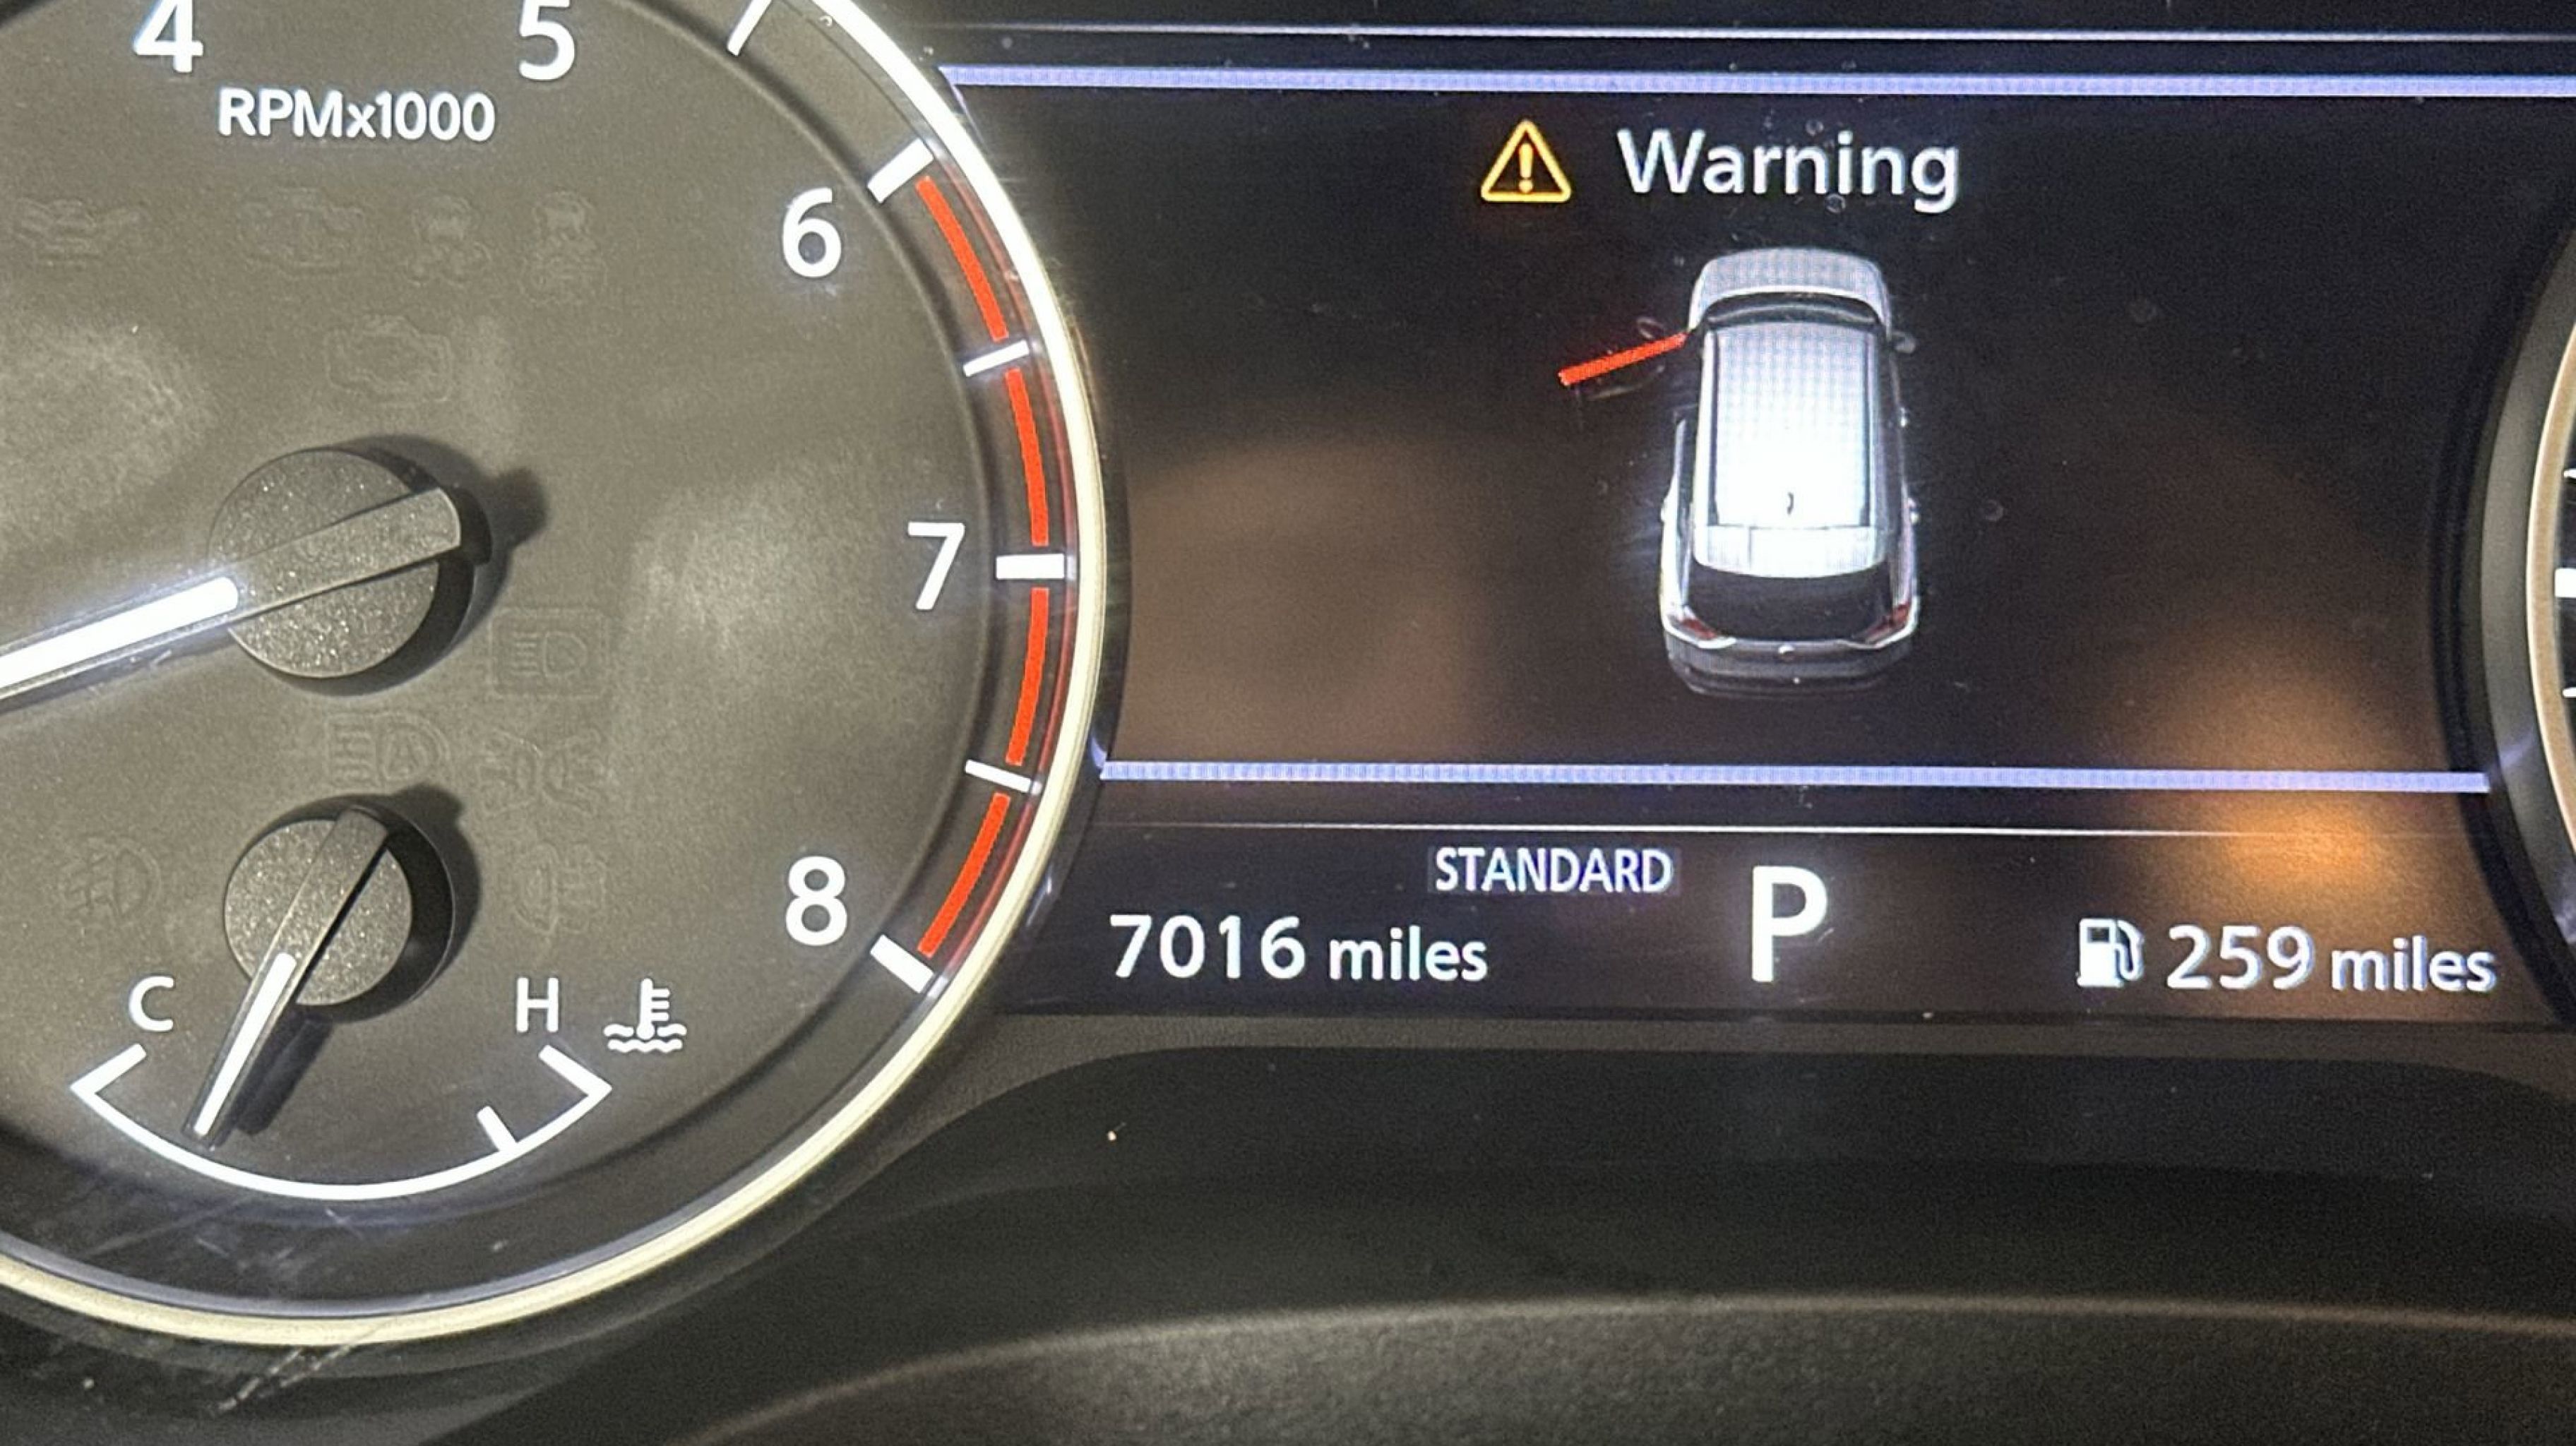 4
5
RPMx1000
6
7
8
C
H
Warning
STANDARD
P
7016 miles
259 miles